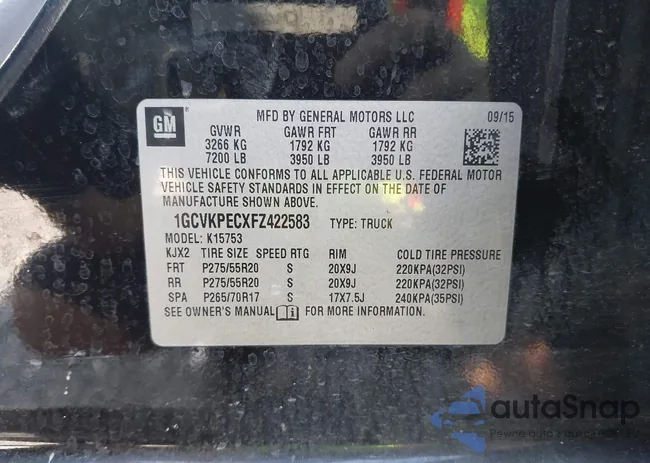 GM
MFD BY GENERAL MOTORS LLC 09/15
GVWR GAWR FRT GAWR RR
3266 KG 1792 KG 1792 KG
7200 LB 3950 LB 3950 LB
THIS VEHICLE CONFORMS TO ALL APPLICABLE U.S. FEDERAL MOTOR
VEHICLE SAFETY STANDARDS IN EFFECT ON THE DATE OF
MANUFACTURE SHOWN ABOVE.
1GCVKPECXFZ422583 TYPE: TRUCK
MODEL: K15753
KJX2 TIRE SIZE SPEED RTG RIM COLD TIRE PRESSURE
FRT P275/55R20 S 20X9J 220KPA(32PSI)
RR P275/55R20 S 20X9J 220KPA(32PSI)
SPA P265/70R17 S 17X7.5J 240KPA(35PSI)
SEE OWNER'S MANUAL FOR MORE INFORMATION.
autaSnap
Pewne auto z